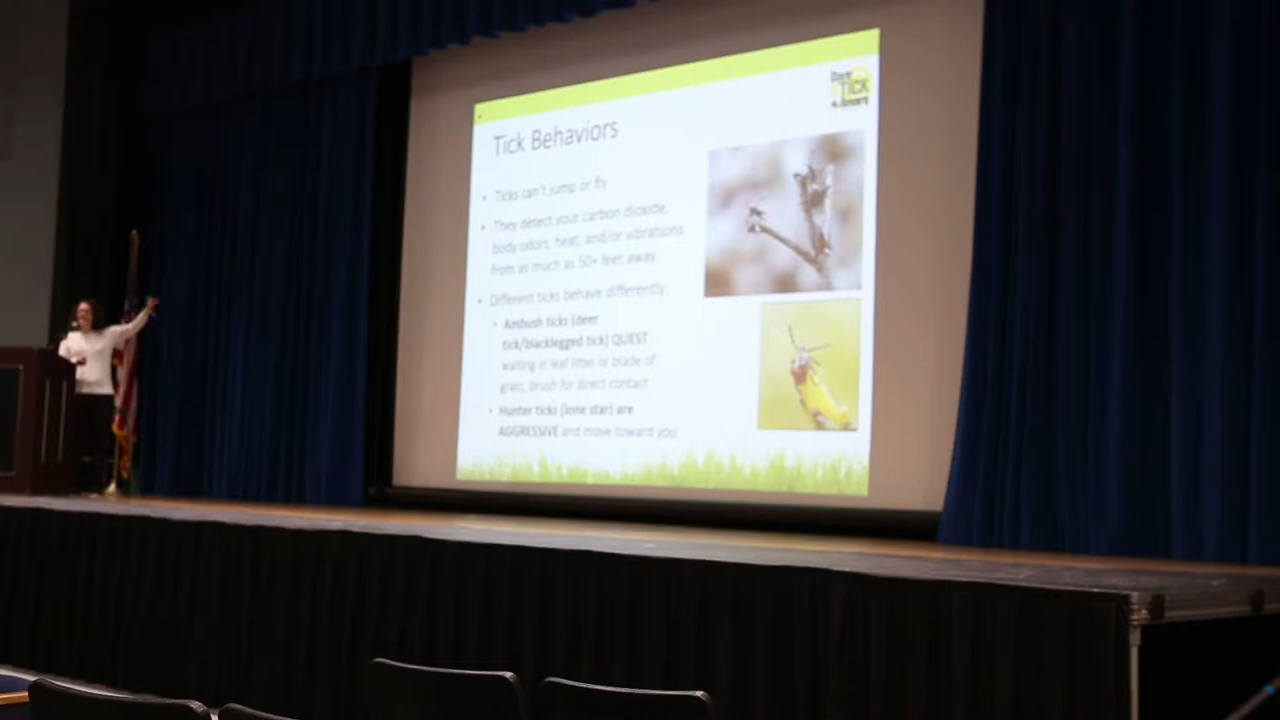 Dare
TICK
Tick Behaviors
• Ticks can't jump or fly
• They detect your carbon dioxide,
body odors, heat, and/or vibrations
from as much as 50+ feet away
• Different ticks behave differently:
• Ambush ticks (deer
tick/blacklegged tick) QUEST
waiting in leaf litter or blade of
grass, brush for direct contact
• Hunter ticks (lone star) are
AGGRESSIVE and move toward you